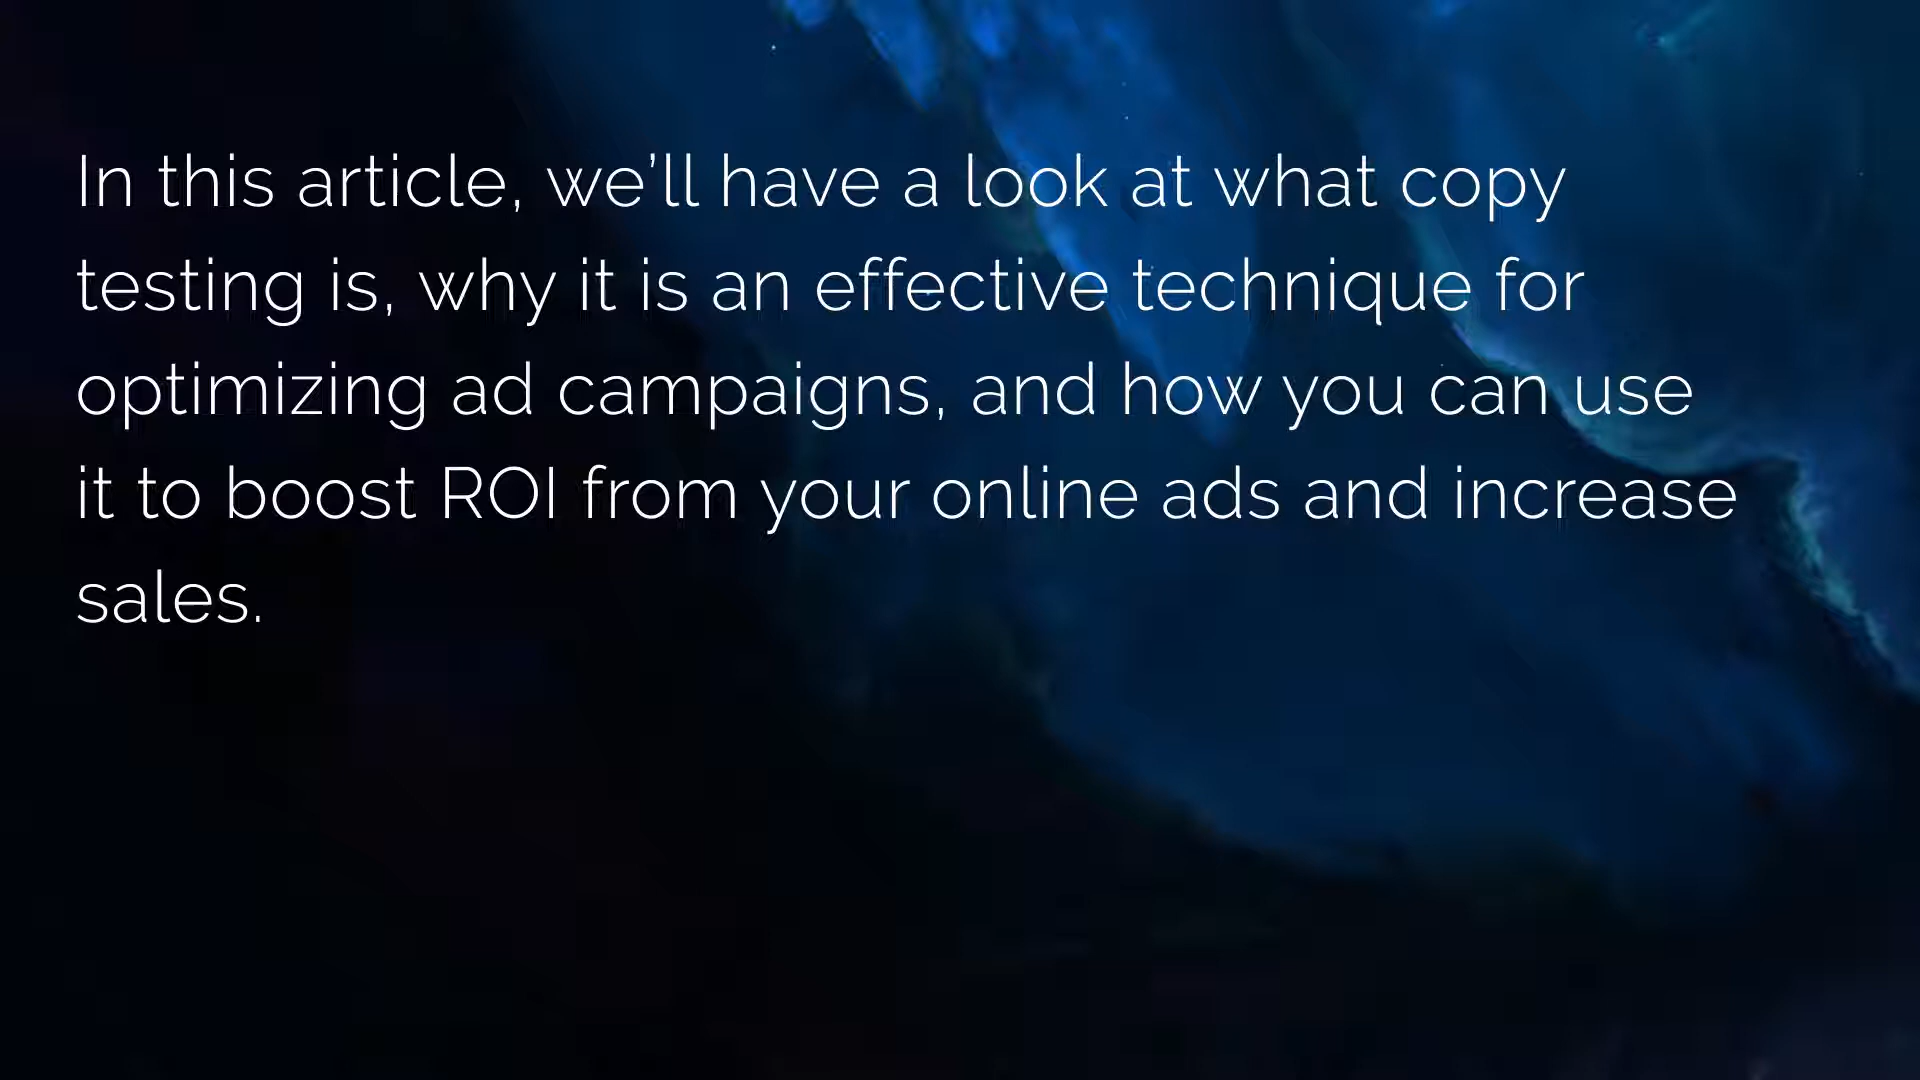 In this article, we’ll have a look at what copy
testing is, why it is an effective technique for
optimizing ad campaigns, and how you can use
it to boost ROI from your online ads and increase
sales.